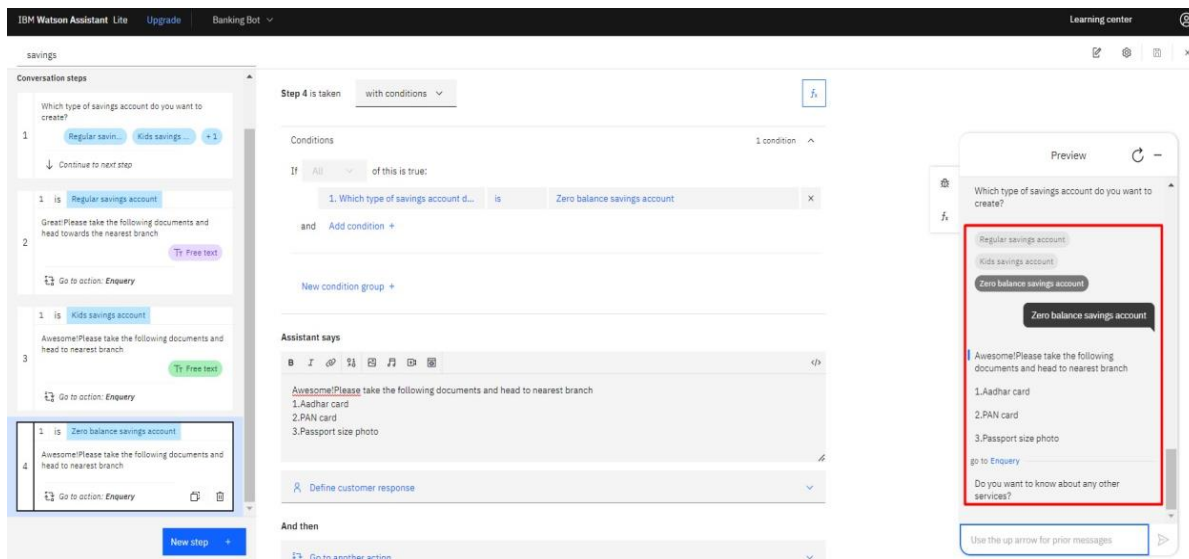 IBM Watson Assistant Lite Upgrade Banking Bot Learning center
savings
Conversation steps
1
Which type of savings account do you want to
create?
Regular savin... Kids savings ... + 1
Continue to next step
1 is Regular savings account
2
Great!Please take the following documents and
head towards the nearest branch
Free text
Go to action: Enquery
1 is Kids savings account
3
Awesome!Please take the following documents and
head to nearest branch
Free text
Go to action: Enquery
1 is Zero balance savings account
4
Awesome!Please take the following documents and
head to nearest branch
Go to action: Enquery
New step +
Step 4 is taken with conditions
fx
Conditions 1 condition
If All of this is true:
1. Which type of savings account d... is Zero balance savings account ×
and Add condition +
New condition group +
Assistant says
B I </>
Awesome!Please take the following documents and head to nearest branch
1.Aadhar card
2.PAN card
3.Passport size photo
Define customer response
And then
Go to another action
fx
Preview
Which type of savings account do you want to
create?
Regular savings account
Kids savings account
Zero balance savings account
Zero balance savings account
Awesome!Please take the following
documents and head to nearest branch
1.Aadhar card
2.PAN card
3.Passport size photo
go to Enquery
Do you want to know about any other
services?
Use the up arrow for prior messages